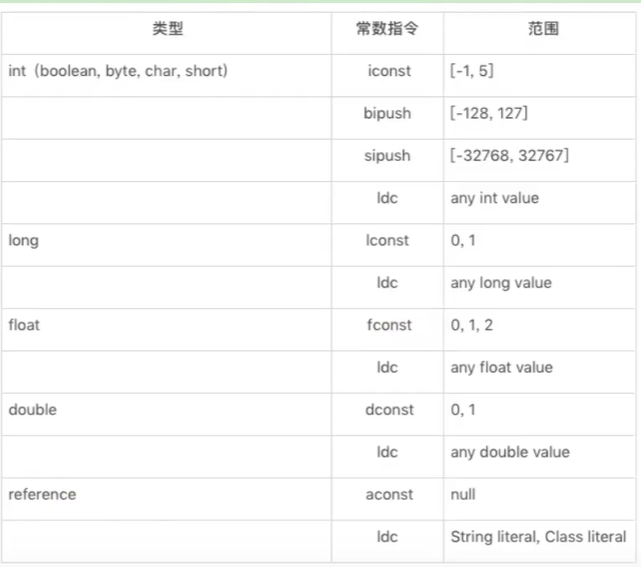 类型 常数指令 范围
int（boolean, byte, char, short） iconst [-1, 5]
bipush [-128, 127]
sipush [-32768, 32767]
ldc any int value
long lconst 0, 1
ldc any long value
float fconst 0, 1, 2
ldc any float value
double dconst 0, 1
ldc any double value
reference aconst null
ldc String literal, Class literal